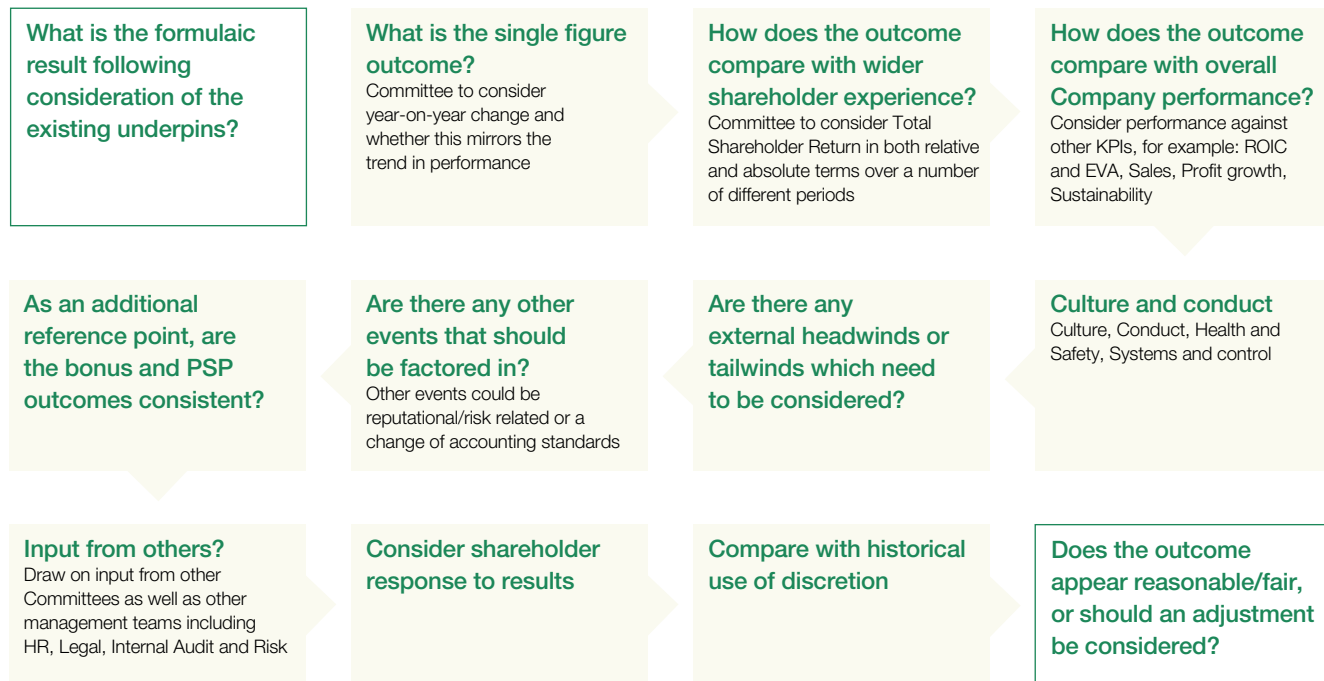 What is the formulaic
result following
consideration of the
existing underpins?
What is the single figure
outcome?
Committee to consider
year-on-year change and
whether this mirrors the
trend in performance
How does the outcome
compare with wider
shareholder experience?
Committee to consider Total
Shareholder Return in both relative
and absolute terms over a number
of different periods
How does the outcome
compare with overall
Company performance?
Consider performance against
other KPIs, for example: ROIC
and EVA, Sales, Profit growth,
Sustainability
Culture and conduct
Culture, Conduct, Health and
Safety, Systems and control
Are there any
external headwinds or
tailwinds which need
to be considered?
Are there any other
events that should
be factored in?
Other events could be
reputational/risk related or a
change of accounting standards
As an additional
reference point, are
the bonus and PSP
outcomes consistent?
Input from others?
Draw on input from other
Committees as well as other
management teams including
HR, Legal, Internal Audit and Risk
Consider shareholder
response to results
Compare with historical
use of discretion
Does the outcome
appear reasonable/fair,
or should an adjustment
be considered?